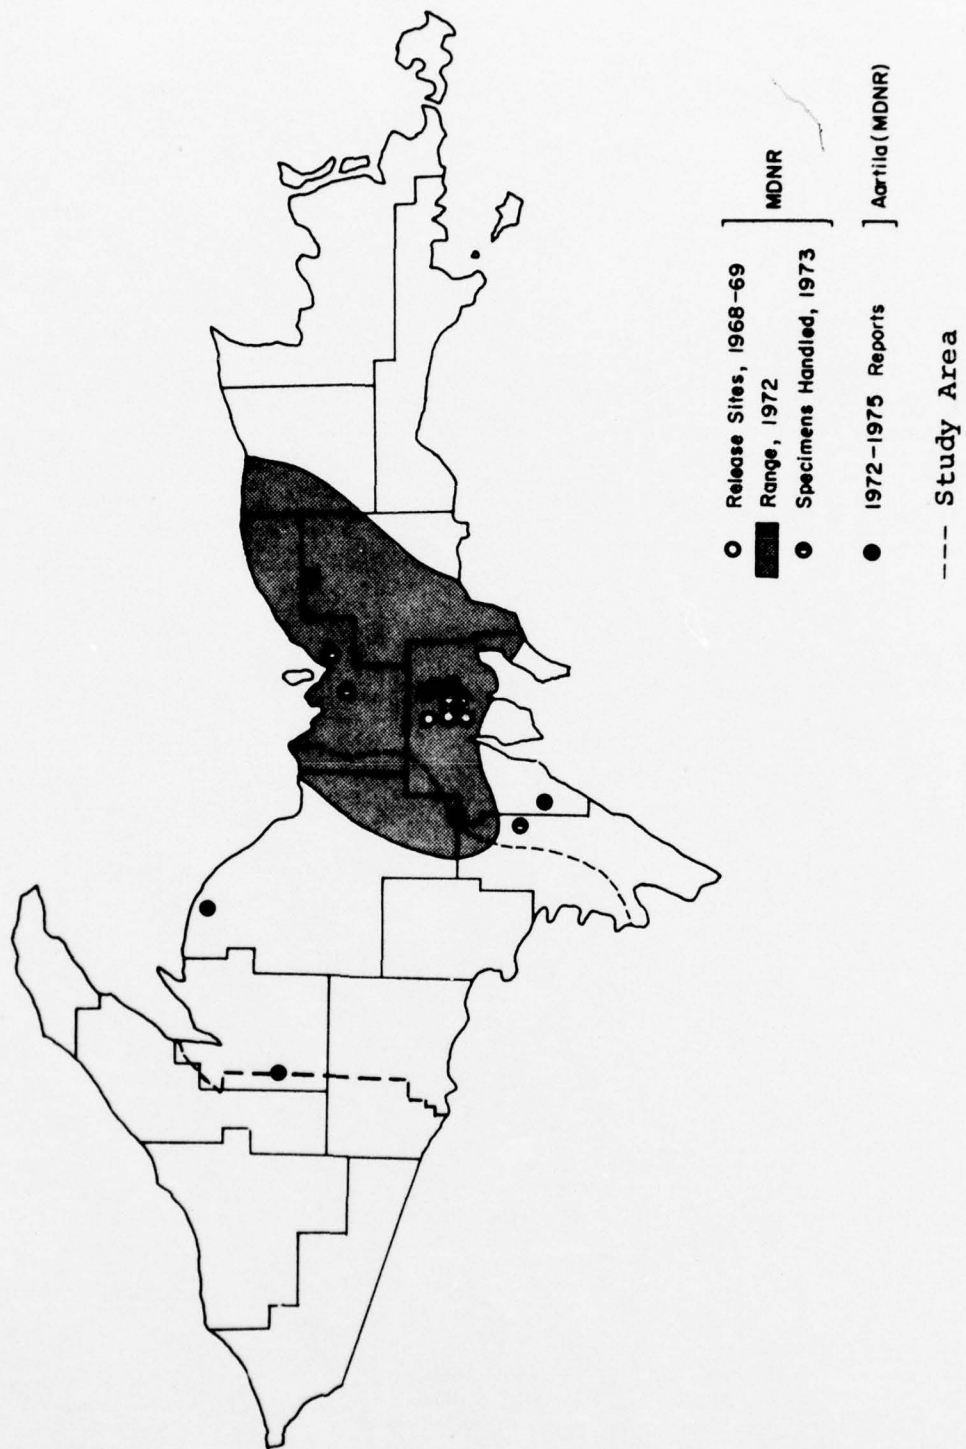 Release Sites, 1968-69
Range, 1972
Specimens Handled, 1973
MDNR
1972-1975 Reports
Aartila (MDNR)
--- Study Area